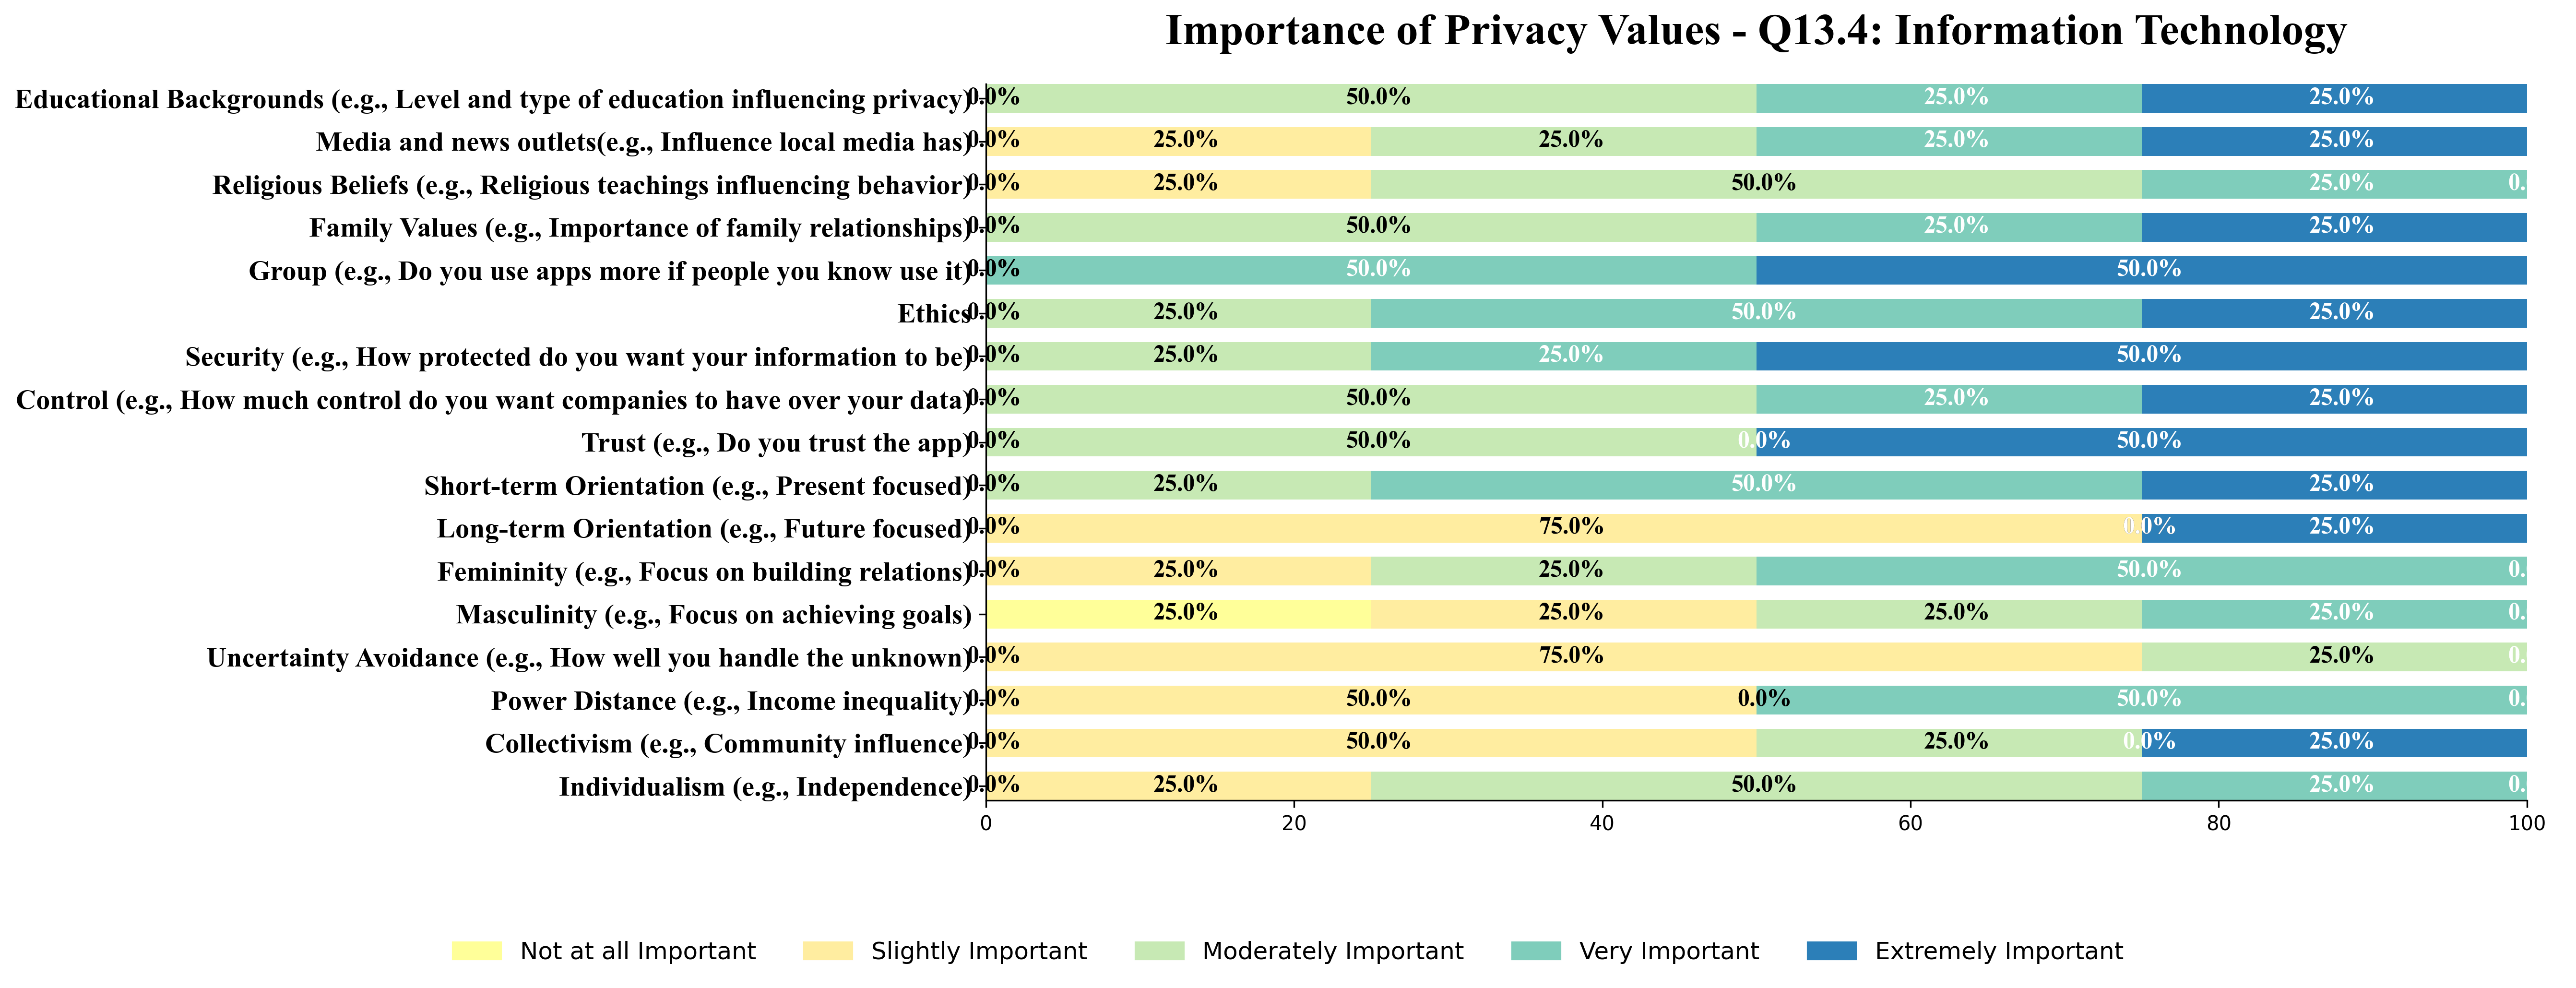 Importance of Privacy Values - Q13.4: Information Technology
Educational Backgrounds (e.g., Level and type of education influencing privacy) 0.0% 50.0% 25.0% 25.0%
Media and news outlets(e.g., Influence local media has) 0.0% 25.0% 25.0% 25.0% 25.0%
Religious Beliefs (e.g., Religious teachings influencing behavior) 0.0% 25.0% 50.0% 25.0% 0.
Family Values (e.g., Importance of family relationships) 0.0% 50.0% 25.0% 25.0%
Group (e.g., Do you use apps more if people you know use it) 0.0% 50.0% 50.0%
Ethics 0.0% 25.0% 50.0% 25.0%
Security (e.g., How protected do you want your information to be) 0.0% 25.0% 25.0% 50.0%
Control (e.g., How much control do you want companies to have over your data) 0.0% 50.0% 25.0% 25.0%
Trust (e.g., Do you trust the app) 0.0% 50.0% 0.0% 50.0%
Short-term Orientation (e.g., Present focused) 0.0% 25.0% 50.0% 25.0%
Long-term Orientation (e.g., Future focused) 0.0% 75.0% 0.0% 25.0%
Femininity (e.g., Focus on building relations) 0.0% 25.0% 25.0% 50.0% 0.
Masculinity (e.g., Focus on achieving goals) 25.0% 25.0% 25.0% 25.0% 0.
Uncertainty Avoidance (e.g., How well you handle the unknown) 0.0% 75.0% 25.0% 0.
Power Distance (e.g., Income inequality) 0.0% 50.0% 0.0% 50.0% 0.
Collectivism (e.g., Community influence) 0.0% 50.0% 25.0% 0.0% 25.0%
Individualism (e.g., Independence) 0.0% 25.0% 50.0% 25.0% 0.
0 20 40 60 80 100
Not at all Important Slightly Important Moderately Important Very Important Extremely Important